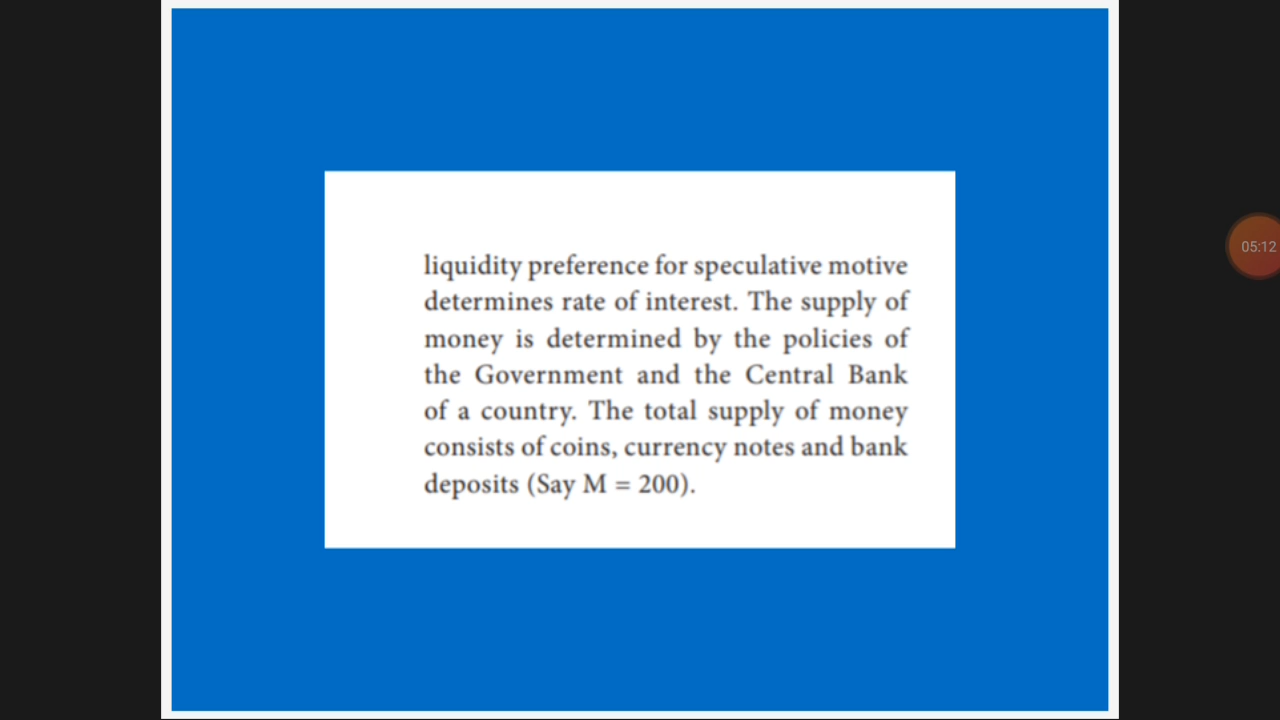 liquidity preference for speculative motive
determines rate of interest. The supply of
money is determined by the policies of
the Government and the Central Bank
of a country. The total supply of money
consists of coins, currency notes and bank
deposits (Say M = 200).
05:12